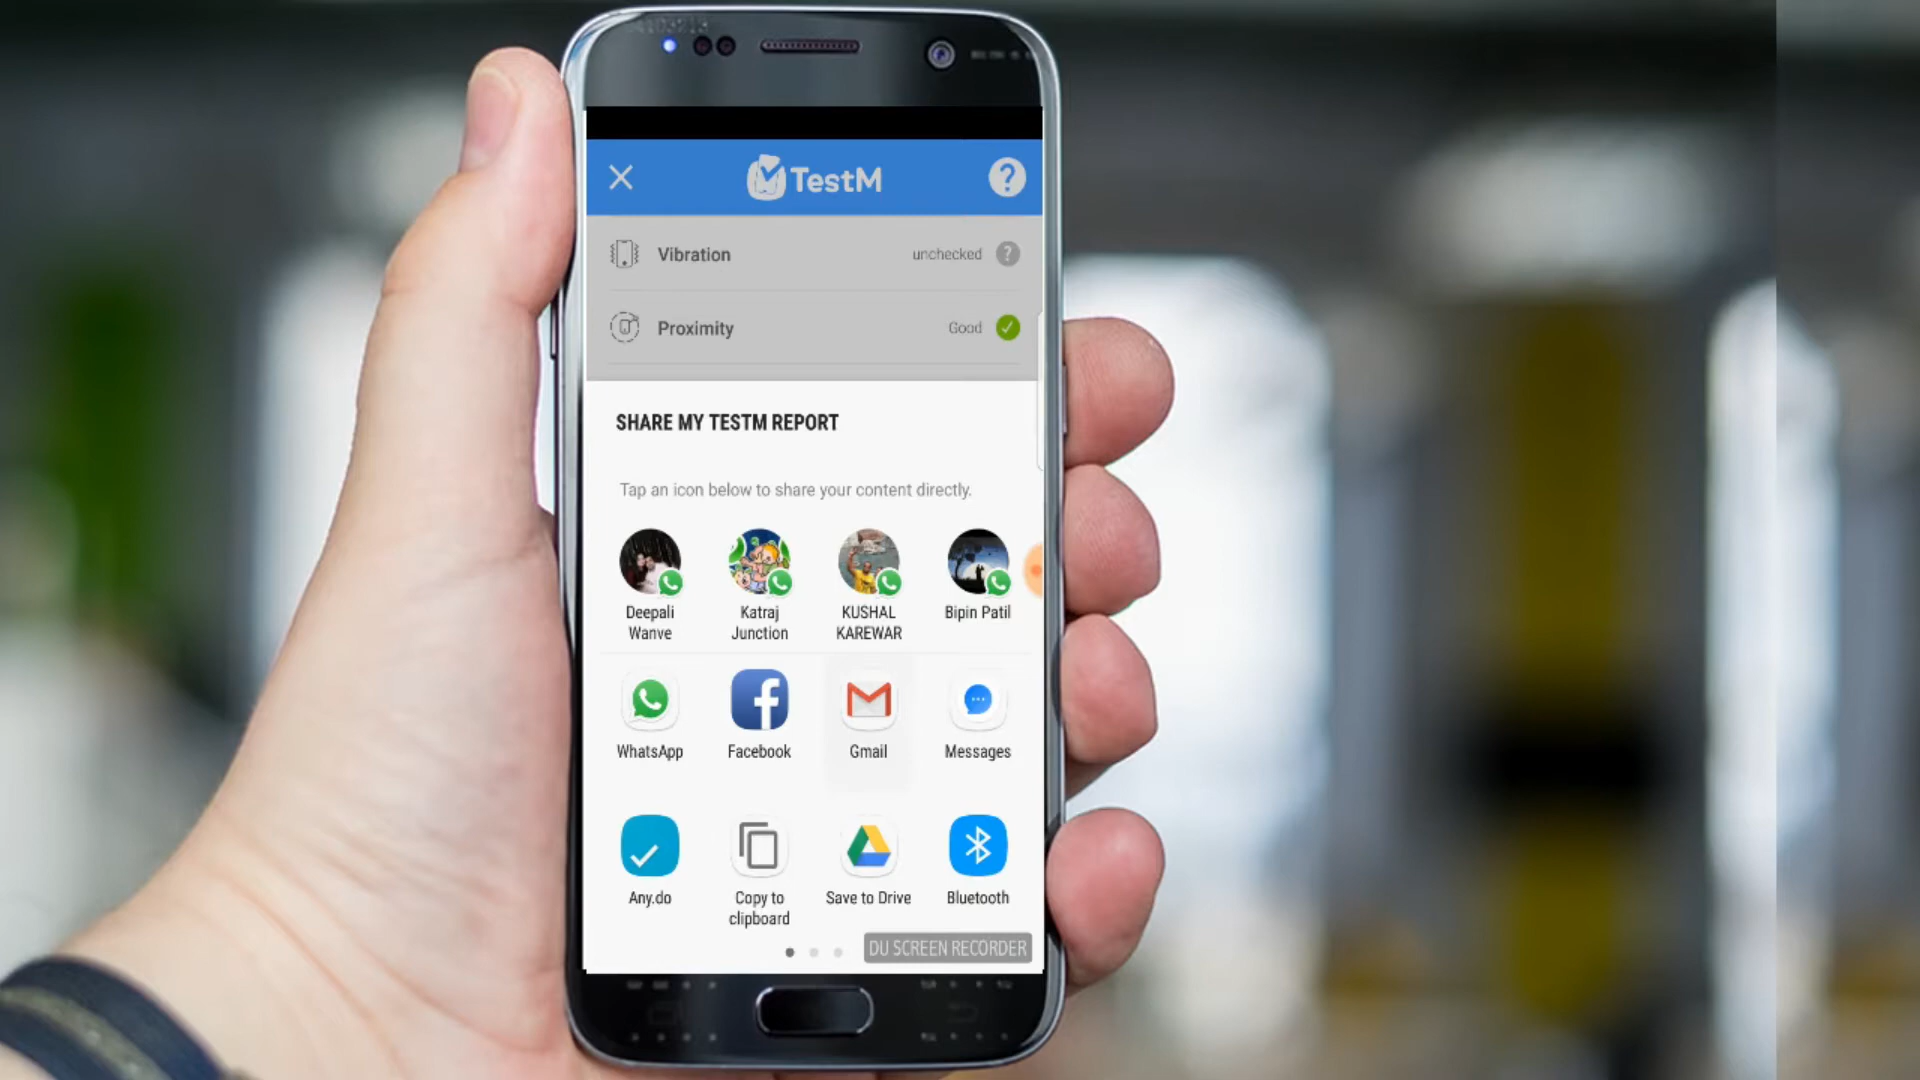 TestM
?
Vibration
unchecked ?
Proximity
Good
SHARE MY TESTM REPORT
Tap an icon below to share your content directly.
Deepali
Wanve
Katraj
Junction
KUSHAL
KAREWAR
Bipin Patil
WhatsApp
Facebook
Gmail
Messages
Any.do
Copy to
clipboard
Save to Drive
Bluetooth
DU SCREEN RECORDER